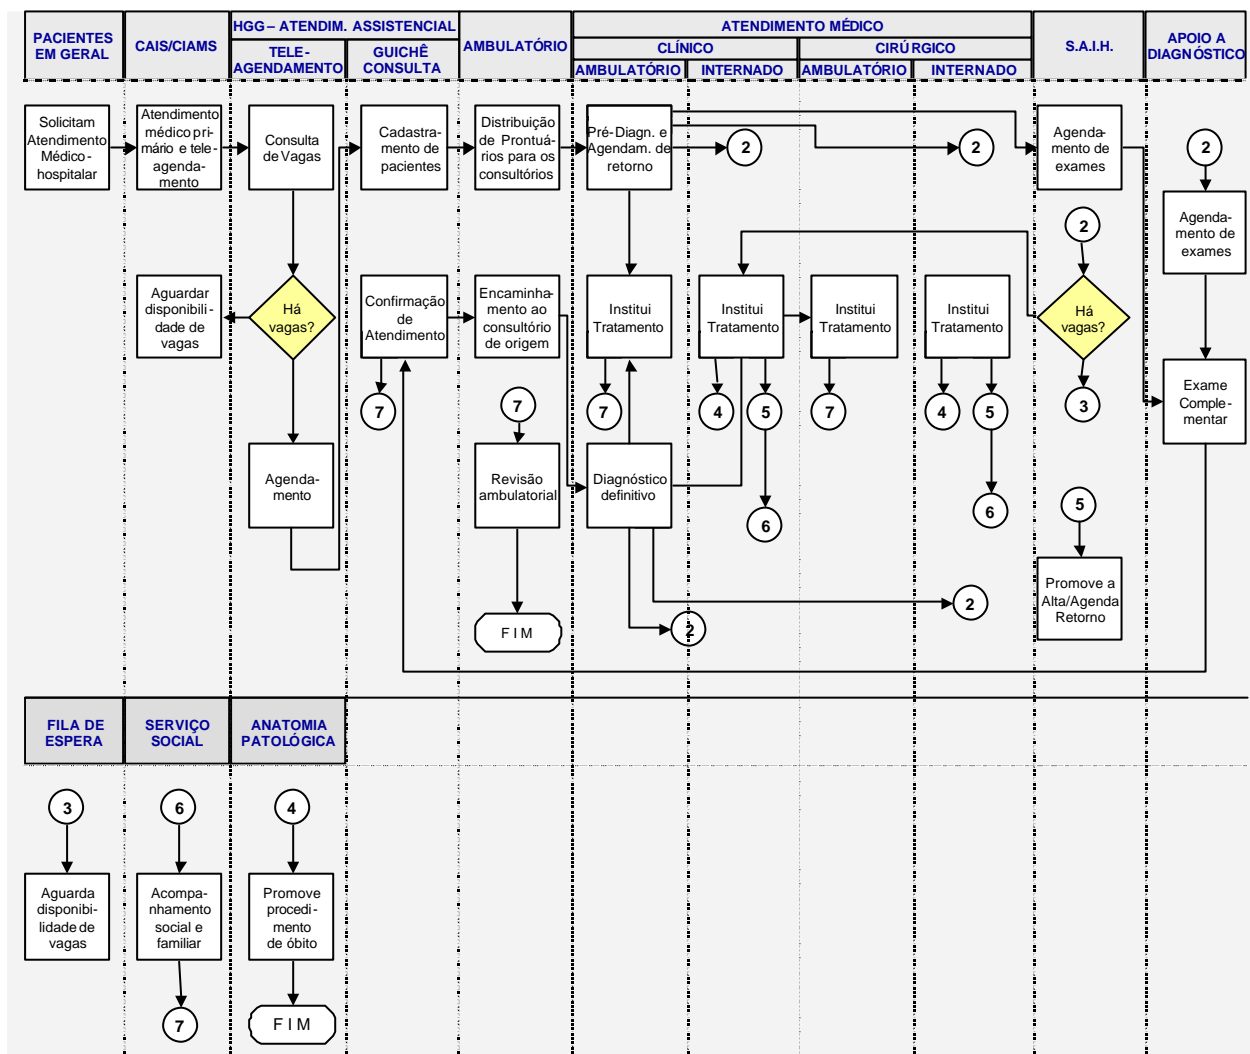 PACIENTES
EM GERAL
CAIS/CIAMS
HGG – ATENDIM. ASSISTENCIAL
TELE-
AGENDAMENTO
GUICHÊ
CONSULTA
AMBULATÓRIO
ATENDIMENTO MÉDICO
CLÍNICO
CIRÚRGICO
AMBULATÓRIO
INTERNADO
AMBULATÓRIO
INTERNADO
S.A.I.H.
APOIO A
DIAGNÓSTICO
Solicitam
Atendimento
Médico-
hospitalar
Atendimento
médico pri-
mário e tele-
agenda-
mento
Consulta
de Vagas
Cadastra-
mento de
pacientes
Distribuição
de Prontuá-
rios para os
consultórios
Pré-Diagn. e
Agendam. de
retorno
2
2
Agenda-
mento de
exames
2
Agenda-
mento de
exames
2
Aguardar
disponibili-
dade de
vagas
Há
vagas?
Confirmação
de
Atendimento
Encaminha-
mento ao
consultório
de origem
Institui
Tratamento
Institui
Tratamento
Institui
Tratamento
Institui
Tratamento
Há
vagas?
Exame
Comple-
mentar
7
7
7
4
5
7
4
5
3
Agenda-
mento
Revisão
ambulatorial
Diagnóstico
definitivo
6
6
5
Promove a
Alta/Agenda
Retorno
F I M
2
2
FILA DE
ESPERA
SERVIÇO
SOCIAL
ANATOMIA
PATOLÓGICA
3
6
4
Aguarda
disponibi-
lidade de
vagas
Acompa-
nhamento
social e
familiar
Promove
procedi-
mento
de óbito
7
F I M